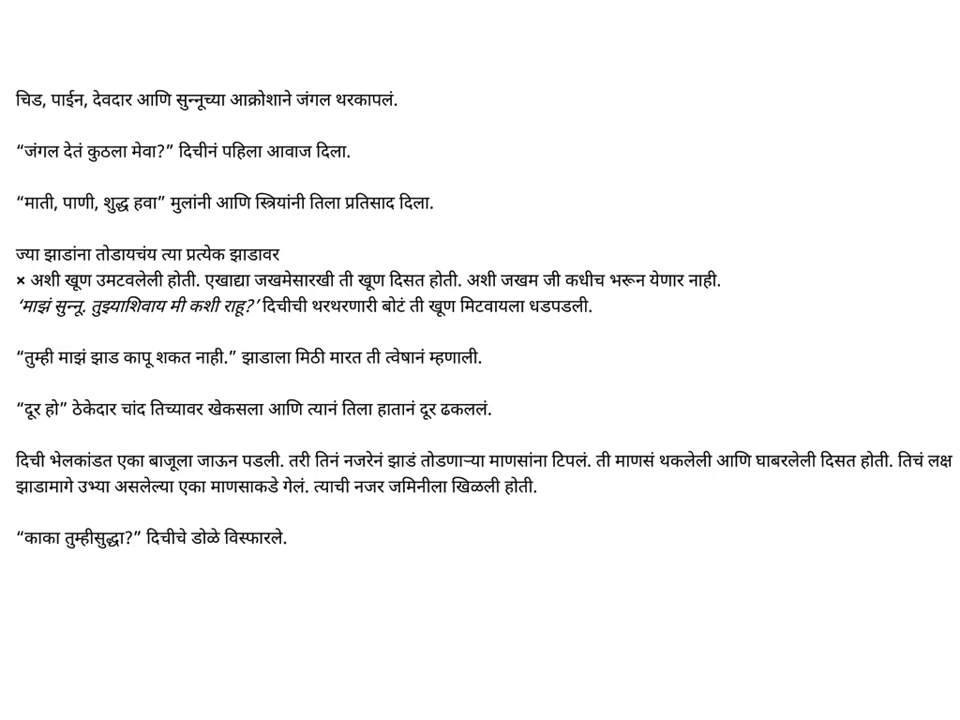 चिड, पाईन, देवदार आणि सुन्नूच्या आक्रोशाने जंगल थरकापलं.
“जंगल देतं कुठला मेवा?” दिचीनं पहिला आवाज दिला.
“माती, पाणी, शुद्ध हवा” मुलांनी आणि स्त्रियांनी तिला प्रतिसाद दिला.
ज्या झाडांना तोडायचंय त्या प्रत्येक झाडावर
× अशी खूण उमटवलेली होती. एखाद्या जखमेसारखी ती खूण दिसत होती. अशी जखम जी कधीच भरून येणार नाही.
‘माझं सुन्नू. तुझ्याशिवाय मी कशी राहू?’ दिचीची थरथरणारी बोटं ती खूण मिटवायला धडपडली.
“तुम्ही माझं झाड कापू शकत नाही.” झाडाला मिठी मारत ती त्वेषानं म्हणाली.
“दूर हो” ठेकेदार चांद तिच्यावर खेकसला आणि त्यानं तिला हातानं दूर ढकललं.
दिची भेलकांडत एका बाजूला जाऊन पडली. तरी तिनं नजरेनं झाडं तोडणाऱ्या माणसांना टिपलं. ती माणसं थकलेली आणि घाबरलेली दिसत होती. तिचं लक्ष
झाडामागे उभ्या असलेल्या एका माणसाकडे गेलं. त्याची नजर जमिनीला खिळली होती.
“काका तुम्हीसुद्धा?” दिचीचे डोळे विस्फारले.